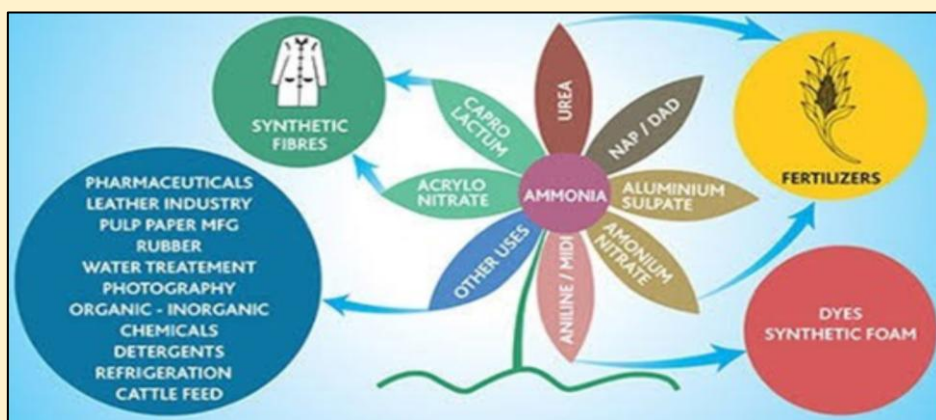 SYNTHETIC
FIBRES
CAPRO
LACTUM
UREA
NAP / DAD
FERTILIZERS
ACRYLO
NITRATE
AMMONIA
ALUMINIUM
SULPATE
PHARMACEUTICALS
LEATHER INDUSTRY
PULP PAPER MFG
RUBBER
WATER TREATEMENT
PHOTOGRAPHY
ORGANIC - INORGANIC
CHEMICALS
DETERGENTS
REFRIGERATION
CATTLE FEED
OTHER USES
ANILINE / MIDI
AMONIUM
NITRATE
DYES
SYNTHETIC FOAM